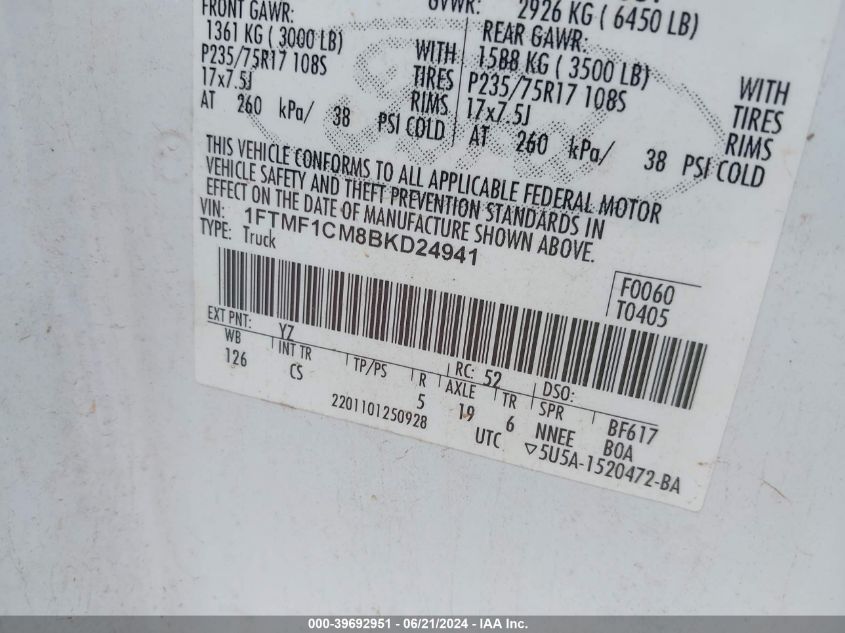 GVWR: 2926 KG ( 6450 LB)
FRONT GAWR:
1361 KG ( 3000 LB)
P235/75R17 108S
17x7.5J
WITH
TIRES
RIMS
AT 260 kPa/ 38 PSI COLD
REAR GAWR:
1588 KG ( 3500 LB)
P235/75R17 108S
17x7.5J
WITH
TIRES
RIMS
AT 260 kPa/ 38 PSI COLD
THIS VEHICLE CONFORMS TO ALL APPLICABLE FEDERAL MOTOR
VEHICLE SAFETY AND THEFT PREVENTION STANDARDS IN
EFFECT ON THE DATE OF MANUFACTURE SHOWN ABOVE.
VIN: 1FTMF1CM8BKD24941
TYPE: Truck
F0060
T0405
EXT PNT: YZ RC: 52 DSO:
WB INT TR TP/PS R AXLE TR SPR
126 CS 5 19 6 NNEE BF617
BOA
2201101250928
UTC ▽5U5A-1520472-BA
000-39692951 - 06/21/2024 - IAA Inc.